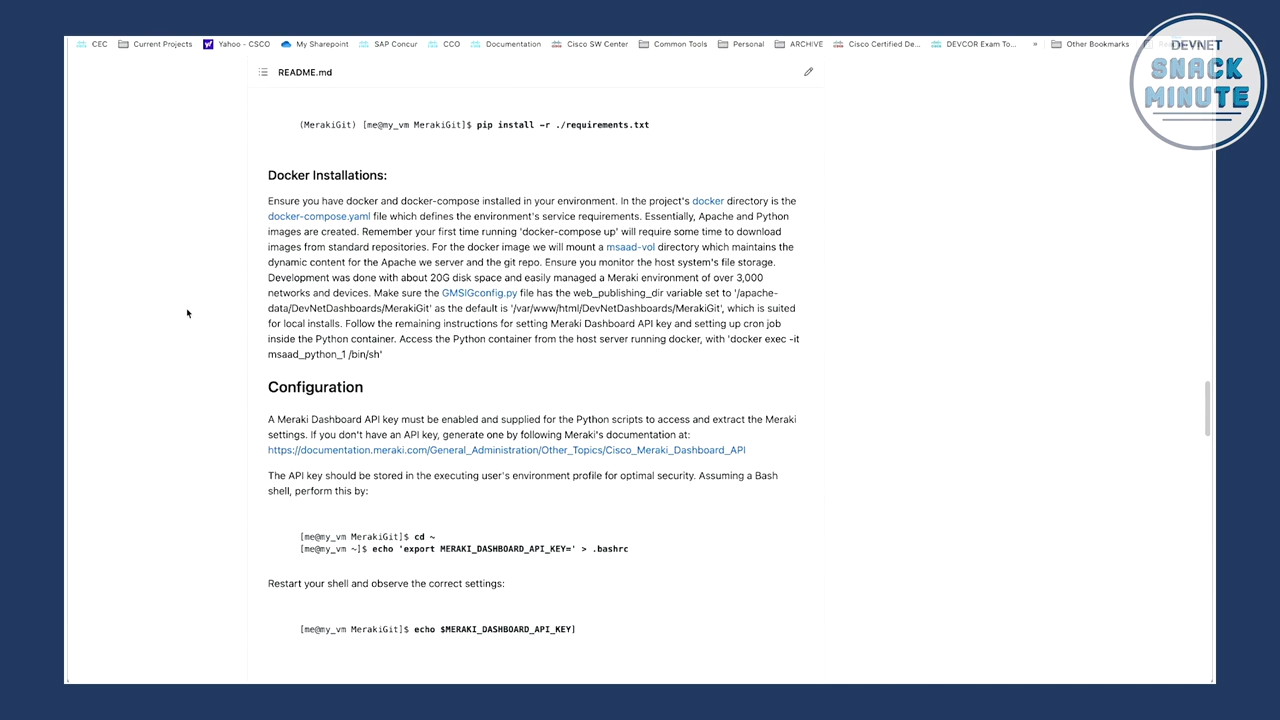 CEC Current Projects Yahoo - CSCO My Sharepoint SAP Concur CCO Documentation Cisco SW Center Common Tools Personal ARCHIVE Cisco Certified De... DEVCOR Exam To... » Other Bookmarks
DEVNET
SNACK
MINUTE
README.md
(MerakiGit) [me@my_vm MerakiGit]$ pip install -r ./requirements.txt
Docker Installations:
Ensure you have docker and docker-compose installed in your environment. In the project's docker directory is the
docker-compose.yaml file which defines the environment's service requirements. Essentially, Apache and Python
images are created. Remember your first time running 'docker-compose up' will require some time to download
images from standard repositories. For the docker image we will mount a msaad-vol directory which maintains the
dynamic content for the Apache we server and the git repo. Ensure you monitor the host system's file storage.
Development was done with about 20G disk space and easily managed a Meraki environment of over 3,000
networks and devices. Make sure the GMSIGconfig.py file has the web_publishing_dir variable set to '/apache-
data/DevNetDashboards/MerakiGit' as the default is '/var/www/html/DevNetDashboards/MerakiGit', which is suited
for local installs. Follow the remaining instructions for setting Meraki Dashboard API key and setting up cron job
inside the Python container. Access the Python container from the host server running docker, with 'docker exec -it
msaad_python_1 /bin/sh'
Configuration
A Meraki Dashboard API key must be enabled and supplied for the Python scripts to access and extract the Meraki
settings. If you don't have an API key, generate one by following Meraki's documentation at:
https://documentation.meraki.com/General_Administration/Other_Topics/Cisco_Meraki_Dashboard_API
The API key should be stored in the executing user's environment profile for optimal security. Assuming a Bash
shell, perform this by:
[me@my_vm MerakiGit]$ cd ~
[me@my_vm ~]$ echo 'export MERAKI_DASHBOARD_API_KEY=' > .bashrc
Restart your shell and observe the correct settings:
[me@my_vm MerakiGit]$ echo $MERAKI_DASHBOARD_API_KEY]